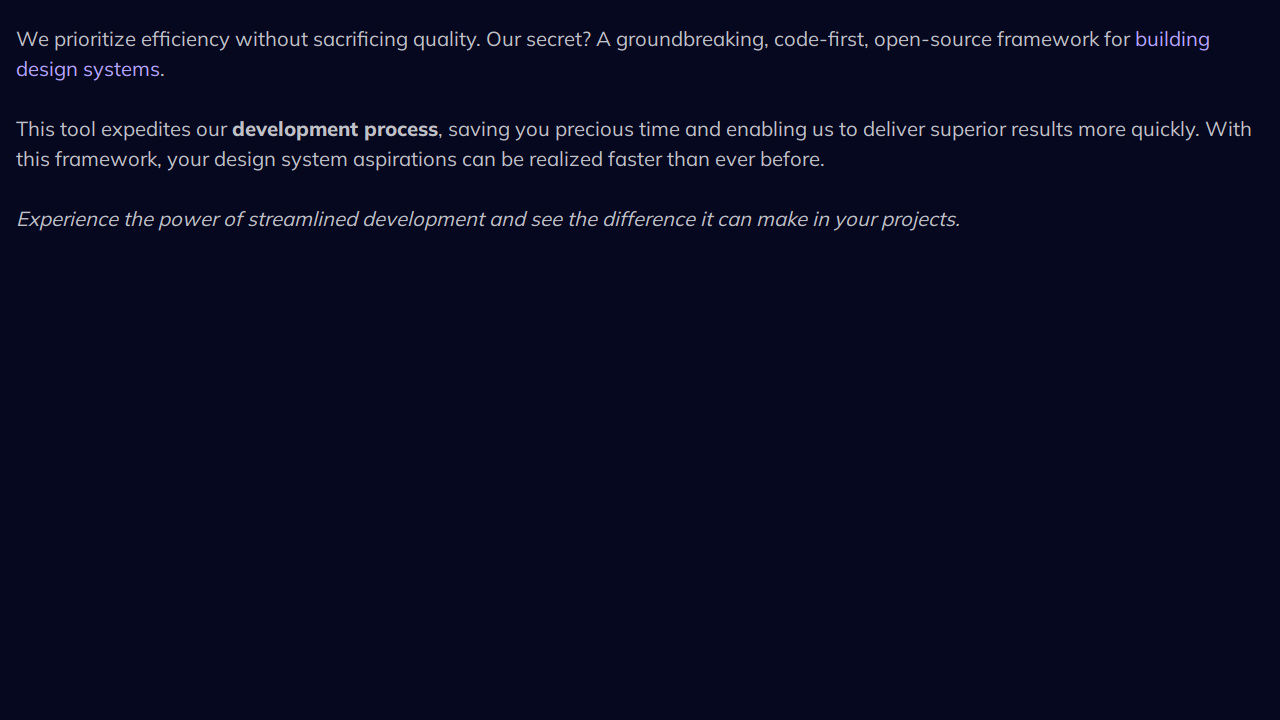 We prioritize efficiency without sacrificing quality. Our secret? A groundbreaking, code-first, open-source framework for building
design systems.
This tool expedites our development process, saving you precious time and enabling us to deliver superior results more quickly. With
this framework, your design system aspirations can be realized faster than ever before.
Experience the power of streamlined development and see the difference it can make in your projects.